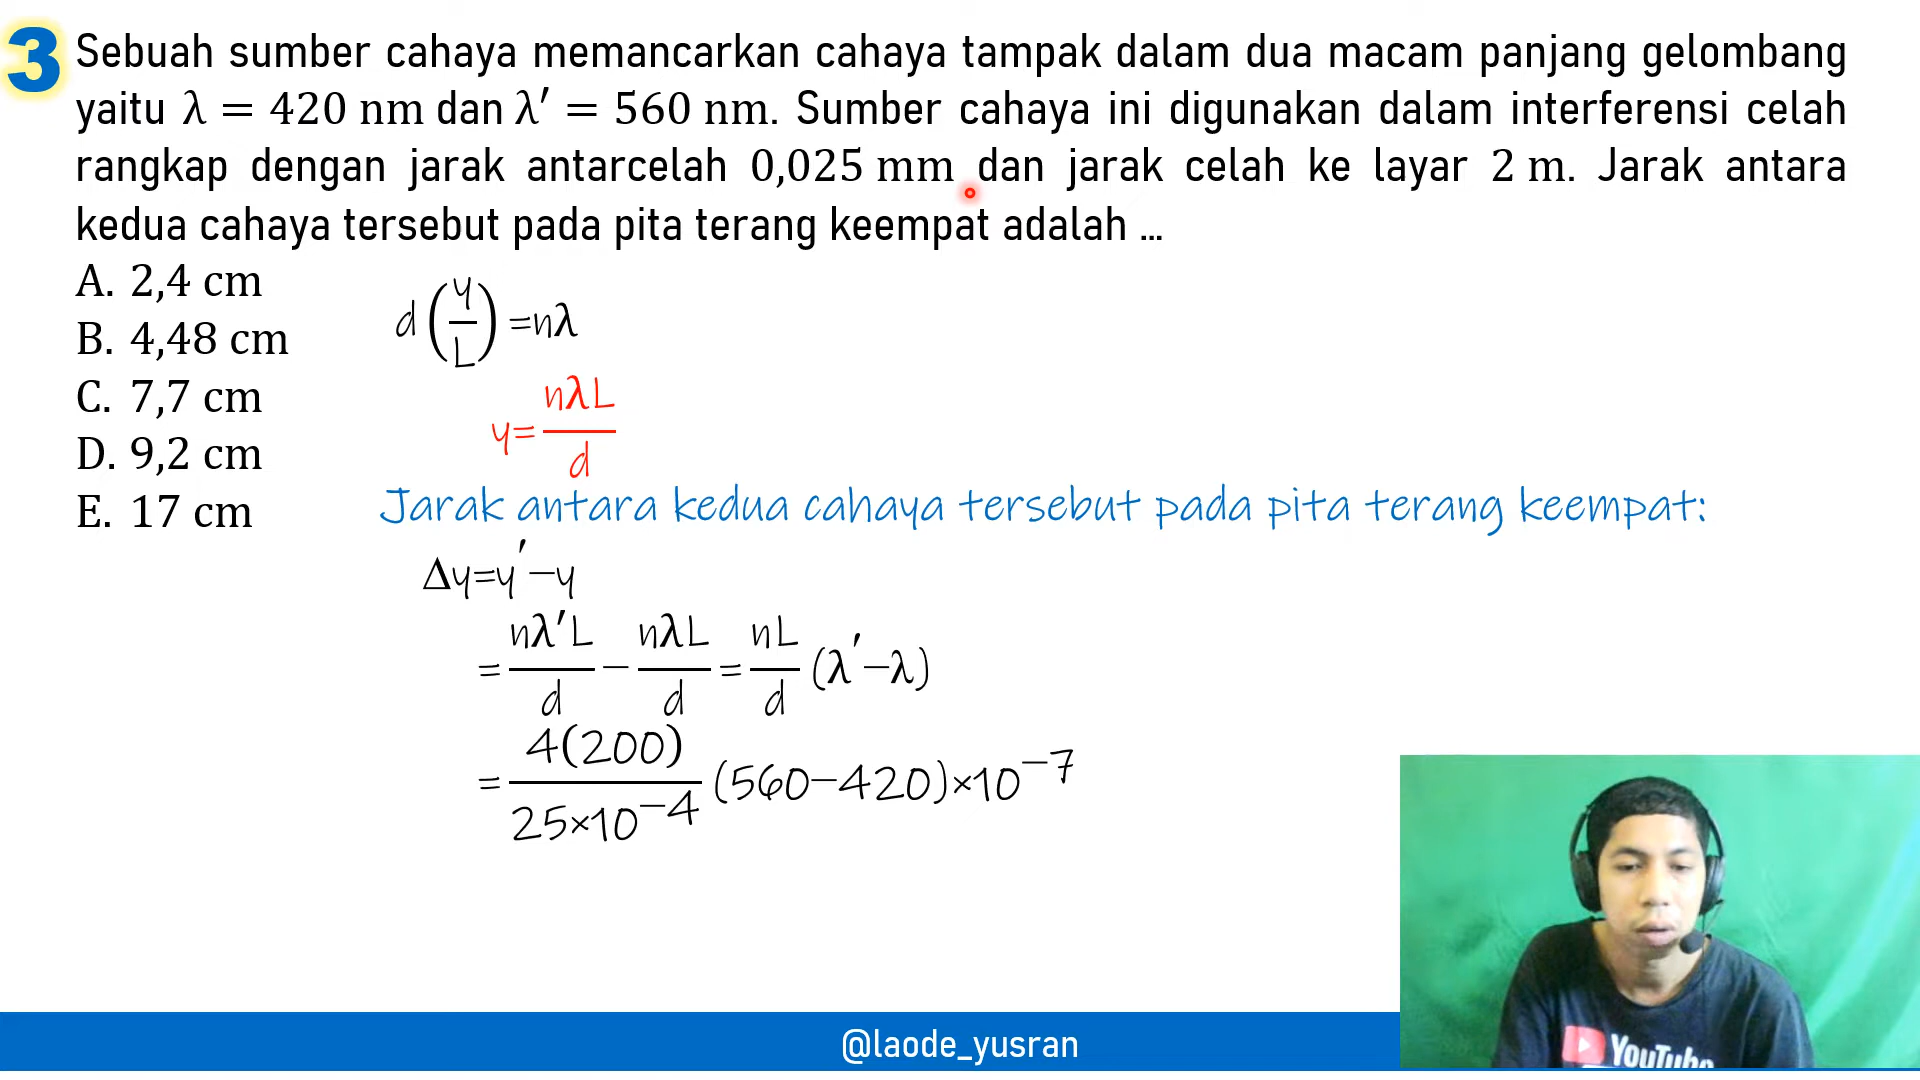 3 Sebuah sumber cahaya memancarkan cahaya tampak dalam dua macam panjang gelombang
yaitu λ = 420 nm dan λ′ = 560 nm. Sumber cahaya ini digunakan dalam interferensi celah
rangkap dengan jarak antarcelah 0,025 mm dan jarak celah ke layar 2 m. Jarak antara
kedua cahaya tersebut pada pita terang keempat adalah ...
A. 2,4 cm
B. 4,48 cm
C. 7,7 cm
D. 9,2 cm
E. 17 cm
d(y/L)=nλ
y=nλL/d
Jarak antara kedua cahaya tersebut pada pita terang keempat:
Δy=y′−y
=nλ′L/d−nλL/d=nL/d(λ′−λ)
=4(200)/25×10⁻⁴(560−420)×10⁻⁷
@laode_yusran
YouTube